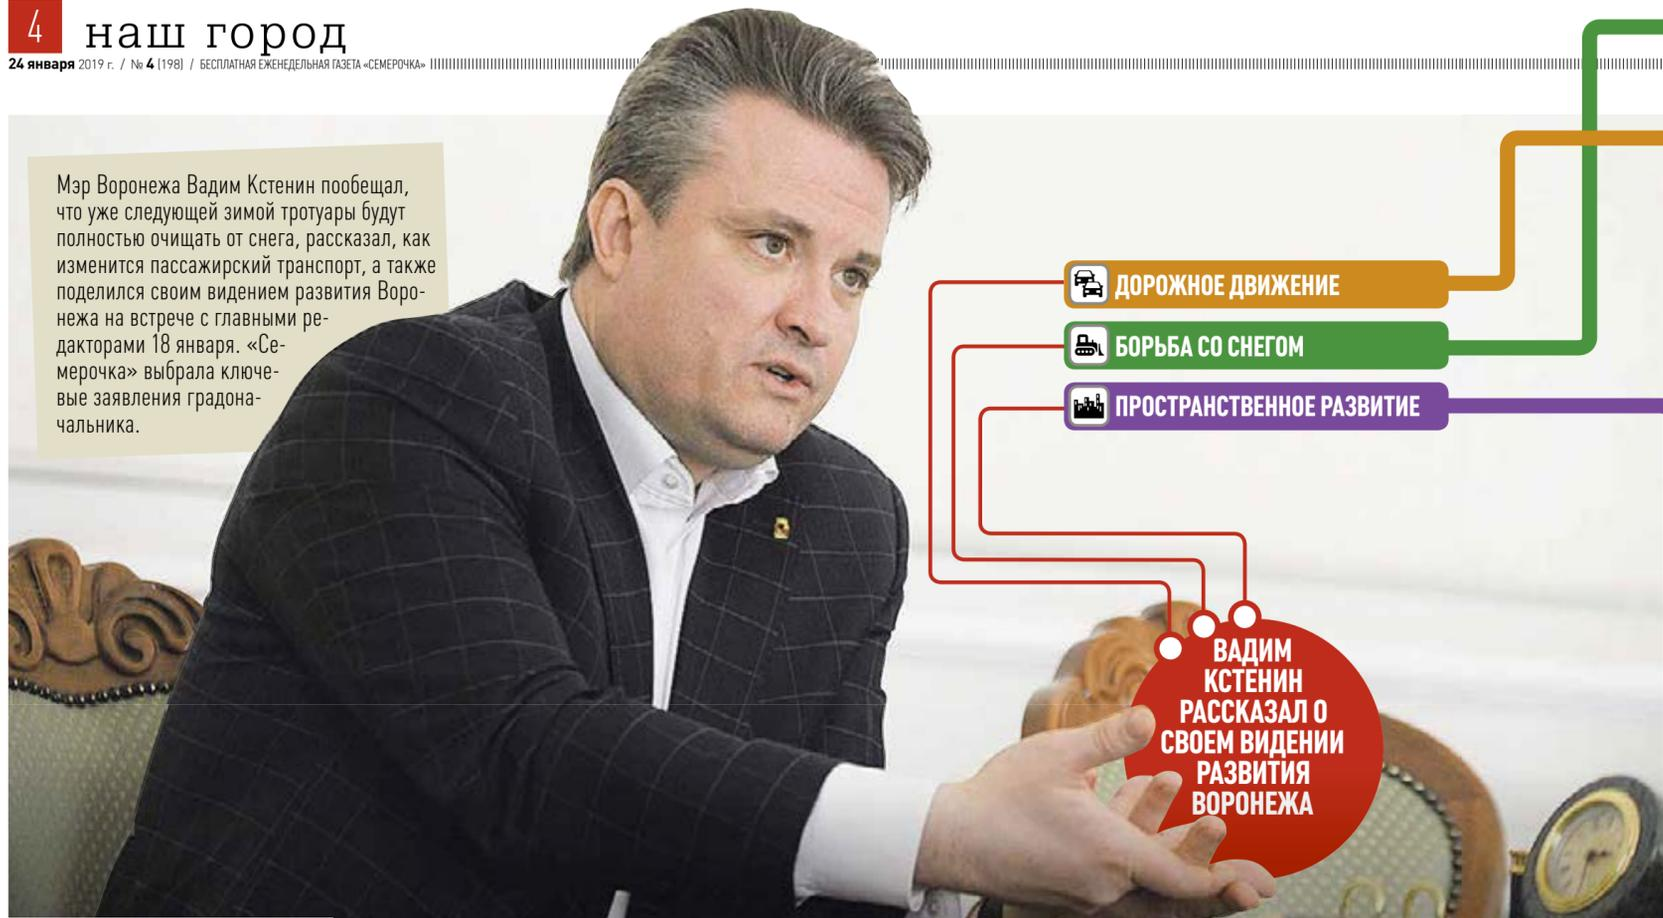 4
наш город
24 января 2019 г. / № 4 (198) / БЕСПЛАТНАЯ ЕЖЕНЕДЕЛЬНАЯ ГАЗЕТА «СЕМЕРОЧКА»
Мэр Воронежа Вадим Кстенин пообещал,
что уже следующей зимой тротуары будут
полностью очищать от снега, рассказал, как
изменится пассажирский транспорт, а также
поделился своим видением развития Воро-
нежа на встрече с главными ре-
дакторами 18 января. «Се-
мерочка» выбрала ключе-
вые заявления градона-
чальника.
ДОРОЖНОЕ ДВИЖЕНИЕ
БОРЬБА СО СНЕГОМ
ПРОСТРАНСТВЕННОЕ РАЗВИТИЕ
ВАДИМ
КСТЕНИН
РАССКАЗАЛ О
СВОЕМ ВИДЕНИИ
РАЗВИТИЯ
ВОРОНЕЖА